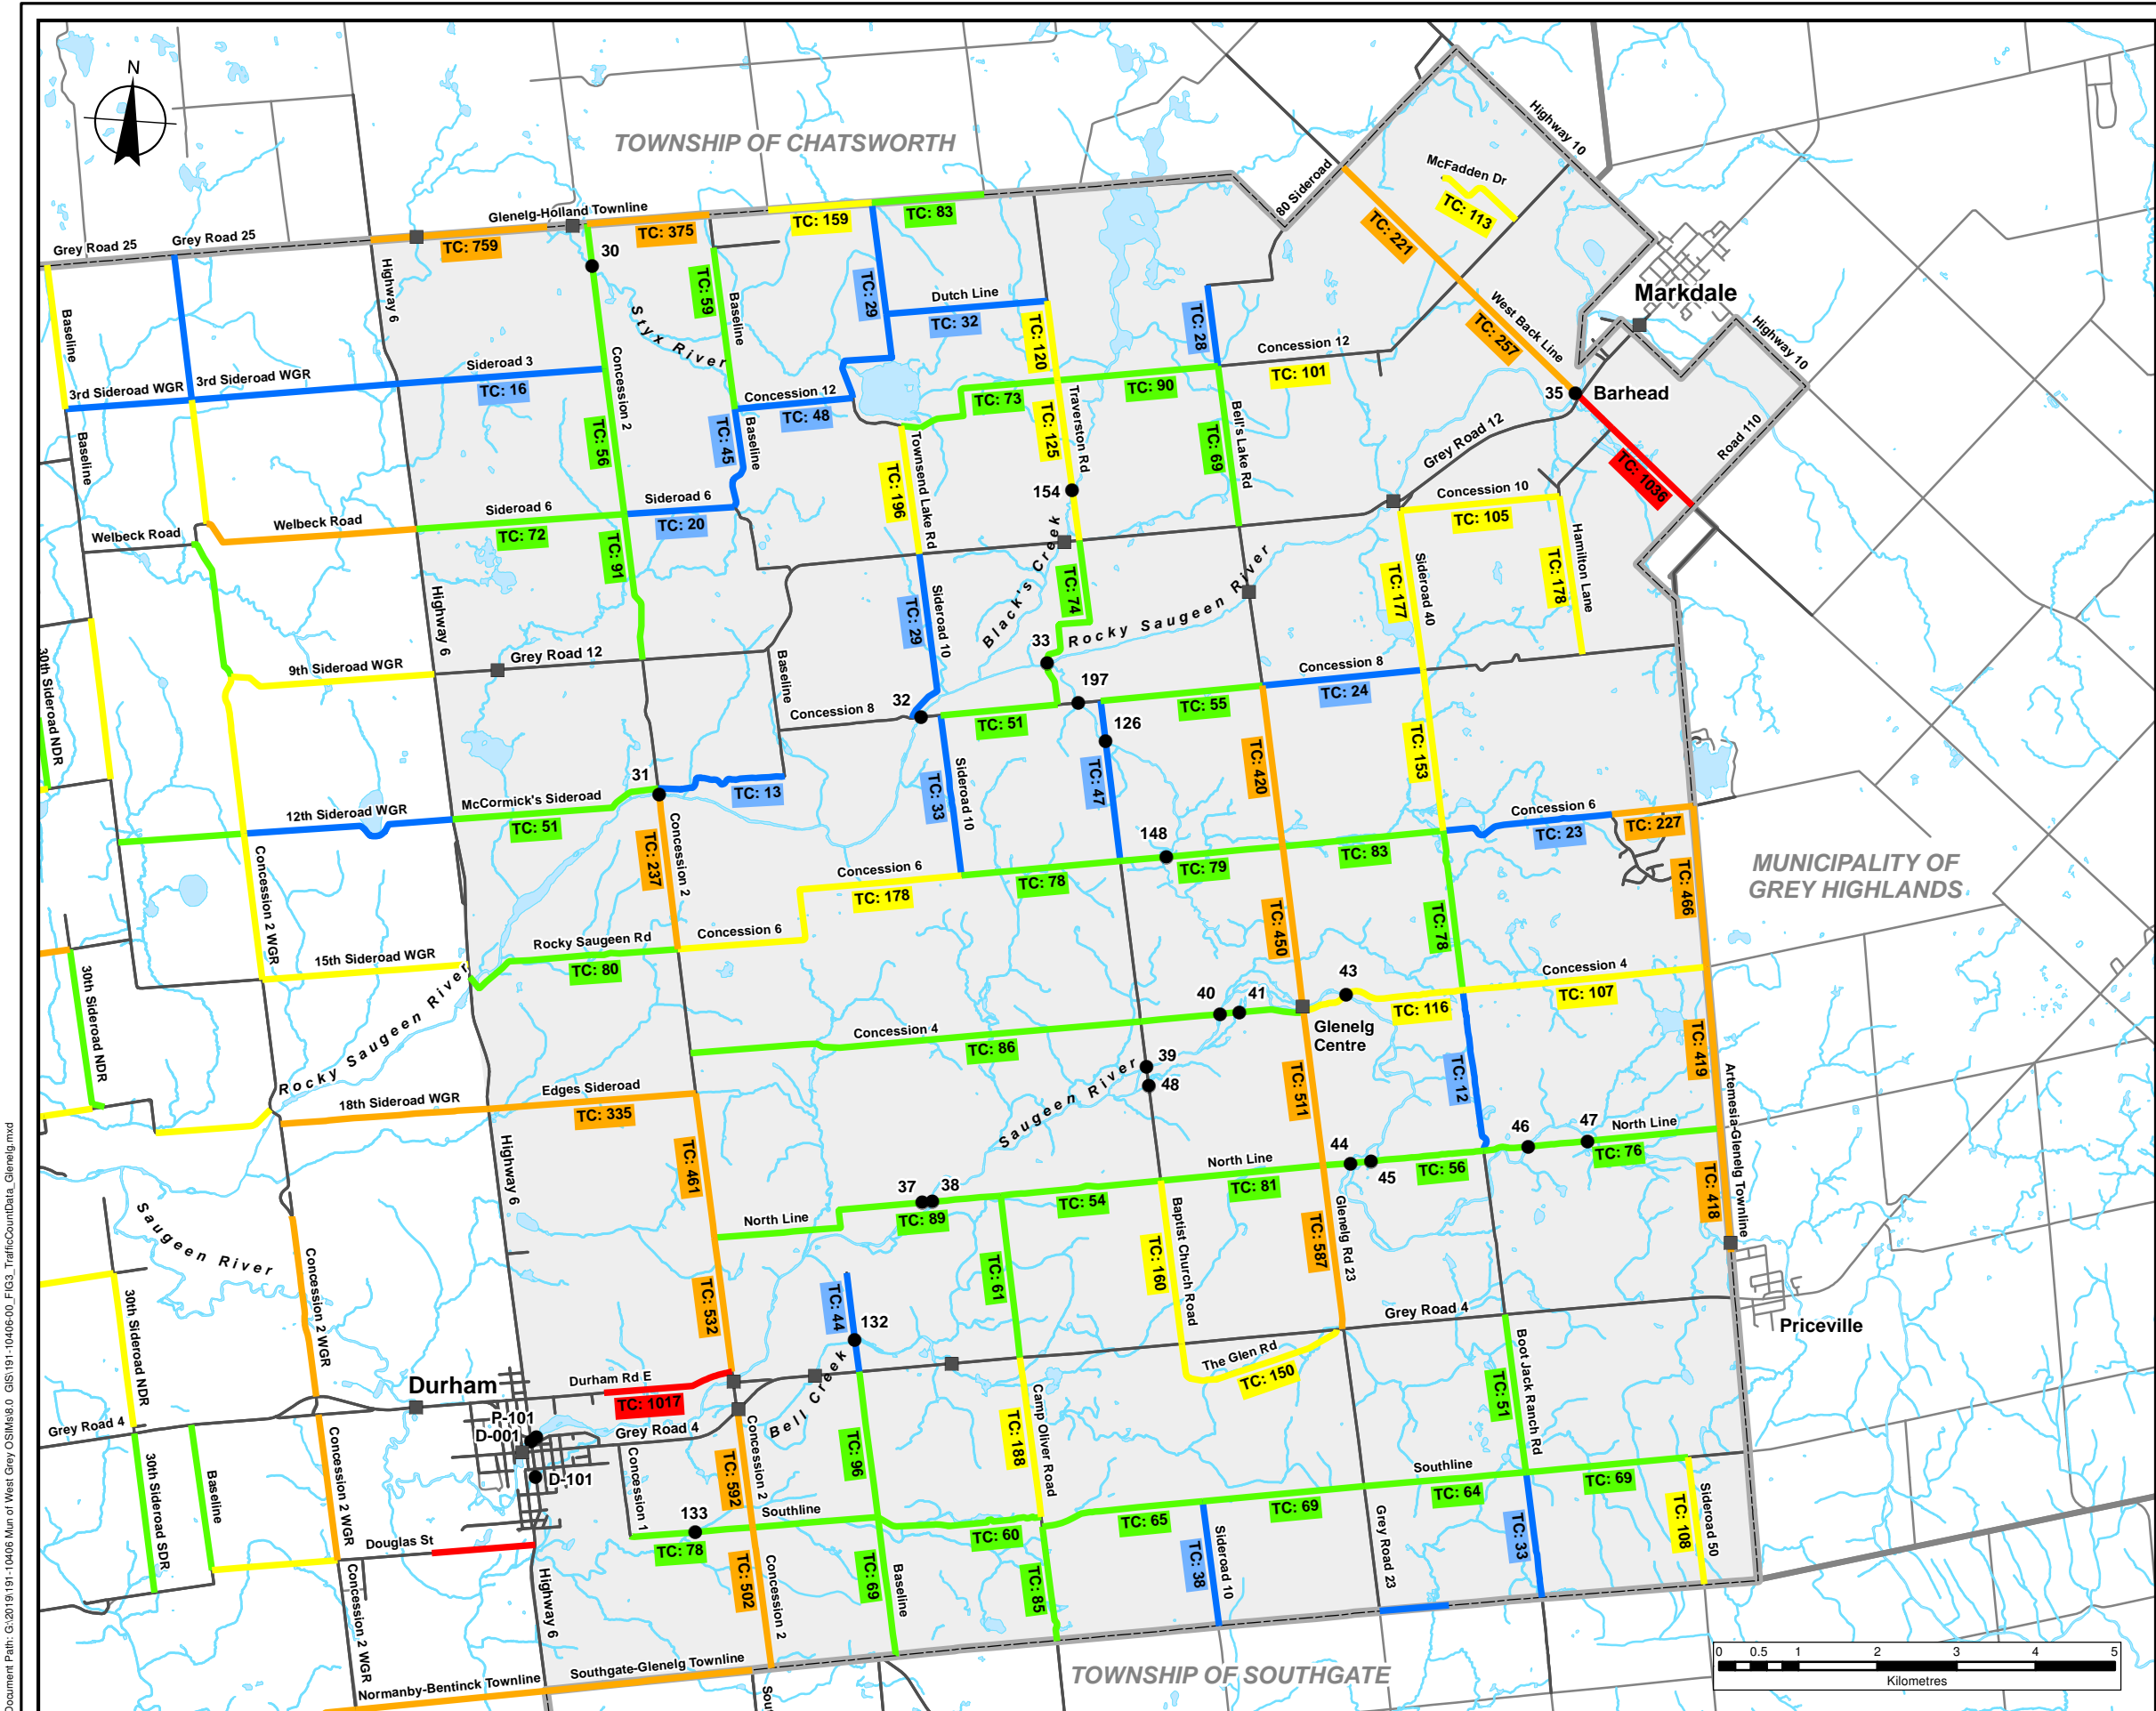 N
TOWNSHIP OF CHATSWORTH
Highway 10
McFadden Dr
TC: 113
80 Sideroad
TC: 221
Glenelg-Holland Townline
TC: 159
TC: 83
Grey Road 25
Grey Road 25
TC: 759
TC: 375
30
Markdale
Highway 6
TC: 59
Baseline
TC: 29
Dutch Line
TC: 32
TC: 28
West Back Line
TC: 257
Highway 10
Baseline
Styx River
TC: 120
Concession 12
TC: 101
3rd Sideroad WGR
3rd Sideroad WGR
Sideroad 3
TC: 16
Concession 2
Concession 12
TC: 48
TC: 73
TC: 90
35
Barhead
Baseline
TC: 56
TC: 45
Baseline
Townsend Lake Rd
TC: 196
TC: 125
Traverston Rd
TC: 69
Bell's Lake Rd
Grey Road 12
Road 110
TC: 1036
154
Concession 10
TC: 105
Welbeck Road
Welbeck Road
Sideroad 6
TC: 72
Sideroad 6
TC: 20
TC: 91
Black's Creek
TC: 74
Rocky Saugeen River
TC: 177
Sideroad 40
TC: 178
Hamilton Lane
Highway 6
TC: 29
Sideroad 10
33
30th Sideroad NDR
9th Sideroad WGR
Grey Road 12
Baseline
Concession 8
32
197
TC: 51
TC: 55
Concession 8
TC: 24
126
TC: 420
TC: 153
31
TC: 13
TC: 33
Sideroad 10
TC: 47
12th Sideroad WGR
McCormick's Sideroad
TC: 51
TC: 237
Concession 2
148
TC: 79
TC: 83
Concession 6
TC: 23
TC: 227
Concession 6
TC: 178
TC: 78
MUNICIPALITY OF
GREY HIGHLANDS
TC: 466
Concession 2 WGR
15th Sideroad WGR
Rocky Saugeen Rd
TC: 80
Concession 6
TC: 450
TC: 78
30th Sideroad NDR
43
Concession 4
TC: 107
TC: 116
40
41
Glenelg
Centre
Concession 4
TC: 86
Rocky Saugeen River
39
48
Saugeen River
TC: 511
TC: 12
TC: 419
Artemesia-Glenelg Townline
18th Sideroad WGR
Edges Sideroad
TC: 335
Highway 6
TC: 461
46
47
North Line
TC: 76
44
45
TC: 56
North Line
TC: 81
TC: 418
Saugeen River
37
38
TC: 89
TC: 54
North Line
Baptist Church Road
TC: 160
TC: 587
Glenelg Rd 23
Concession 2 WGR
30th Sideroad NDR
TC: 532
TC: 44
132
TC: 61
Grey Road 4
Priceville
The Glen Rd
TC: 150
Bell Creek
Durham
Durham Rd E
TC: 1017
Boot Jack Ranch Rd
TC: 51
Grey Road 4
P-101
D-001
D-101
Grey Road 4
Concession 1
Concession 2
TC: 592
TC: 96
TC: 188
Camp Oliver Road
Southline
TC: 69
TC: 64
TC: 69
30th Sideroad SDR
Baseline
Concession 2 WGR
133
TC: 78
Southline
TC: 60
TC: 65
TC: 108
Sideroad 50
Douglas St
Concession 2 WGR
Highway 6
TC: 502
Concession 2
TC: 69
Baseline
TC: 85
TC: 38
Sideroad 10
Grey Road 23
TC: 33
Normanby-Bentinck Townline
Southgate-Glenelg Townline
TOWNSHIP OF SOUTHGATE
0 0.5 1 2 3 4 5
Kilometres
Document Path: G:\2019\191-10406 Mun of West Grey OSIMs\8.0 GIS\191-10406-000_FIG3_TrafficCountData_Glenelg.mxd